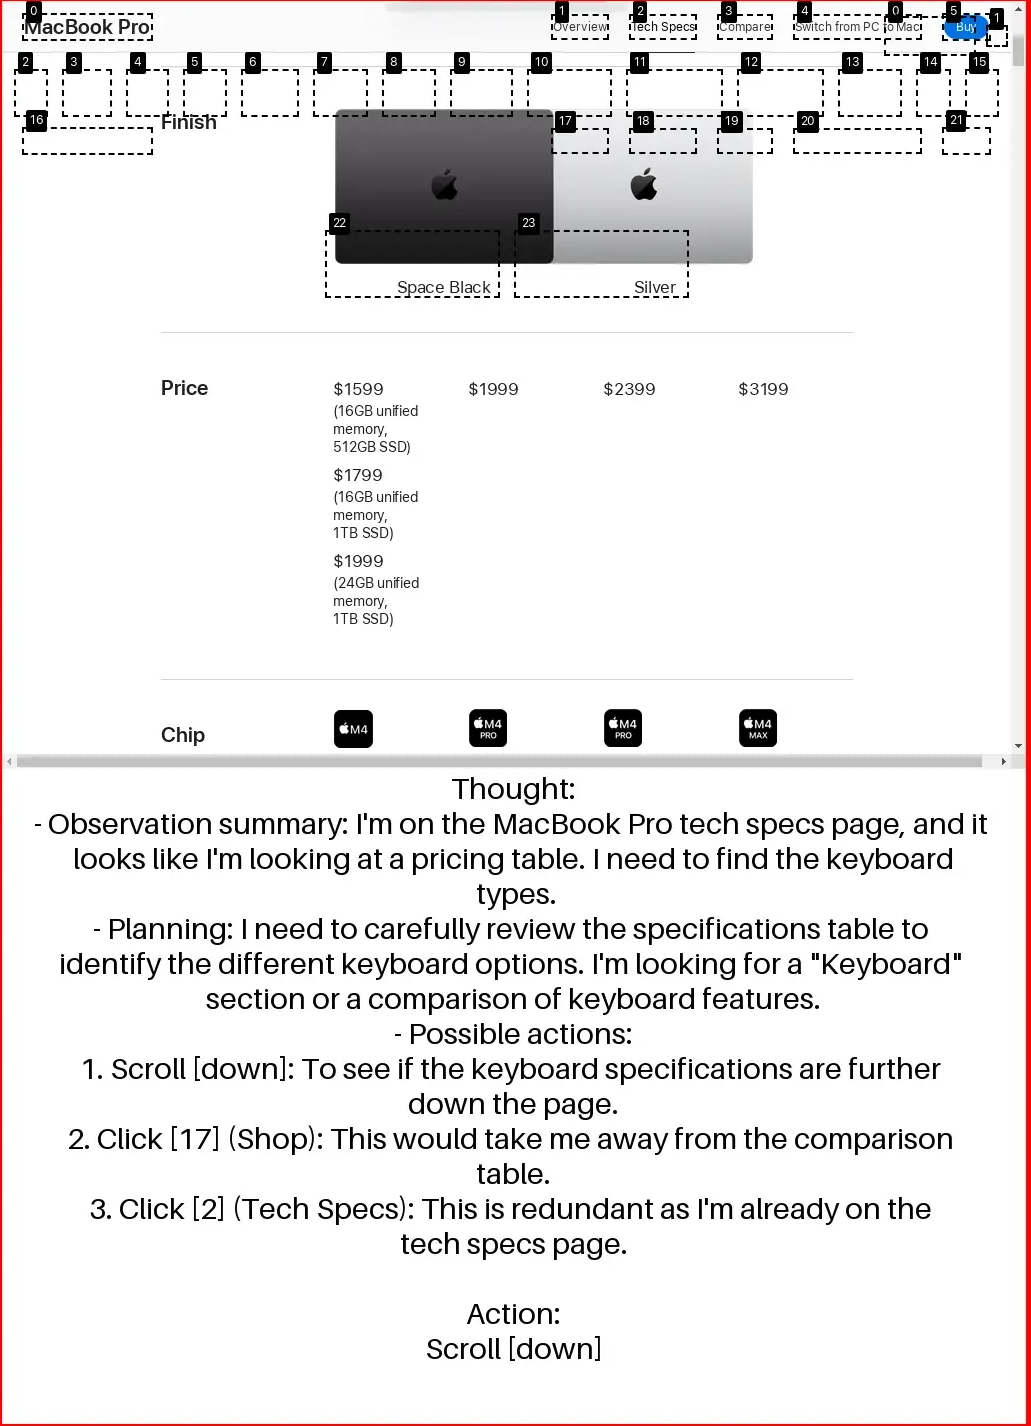 0 1 2 3 4 0 5 1
MacBook Pro Overview Tech Specs Compare Switch from PC to Mac Buy
2 3 4 5 6 7 8 9 10 11 12 13 14 15
16 17 18 19 20 21
Finish
22 23
Space Black Silver
Price $1599 $1999 $2399 $3199
(16GB unified
memory,
512GB SSD)
$1799
(16GB unified
memory,
1TB SSD)
$1999
(24GB unified
memory,
1TB SSD)
Chip M4 M4 PRO M4 PRO M4 MAX
Thought:
- Observation summary: I'm on the MacBook Pro tech specs page, and it
looks like I'm looking at a pricing table. I need to find the keyboard
types.
- Planning: I need to carefully review the specifications table to
identify the different keyboard options. I'm looking for a "Keyboard"
section or a comparison of keyboard features.
- Possible actions:
1. Scroll [down]: To see if the keyboard specifications are further
down the page.
2. Click [17] (Shop): This would take me away from the comparison
table.
3. Click [2] (Tech Specs): This is redundant as I'm already on the
tech specs page.
Action:
Scroll [down]